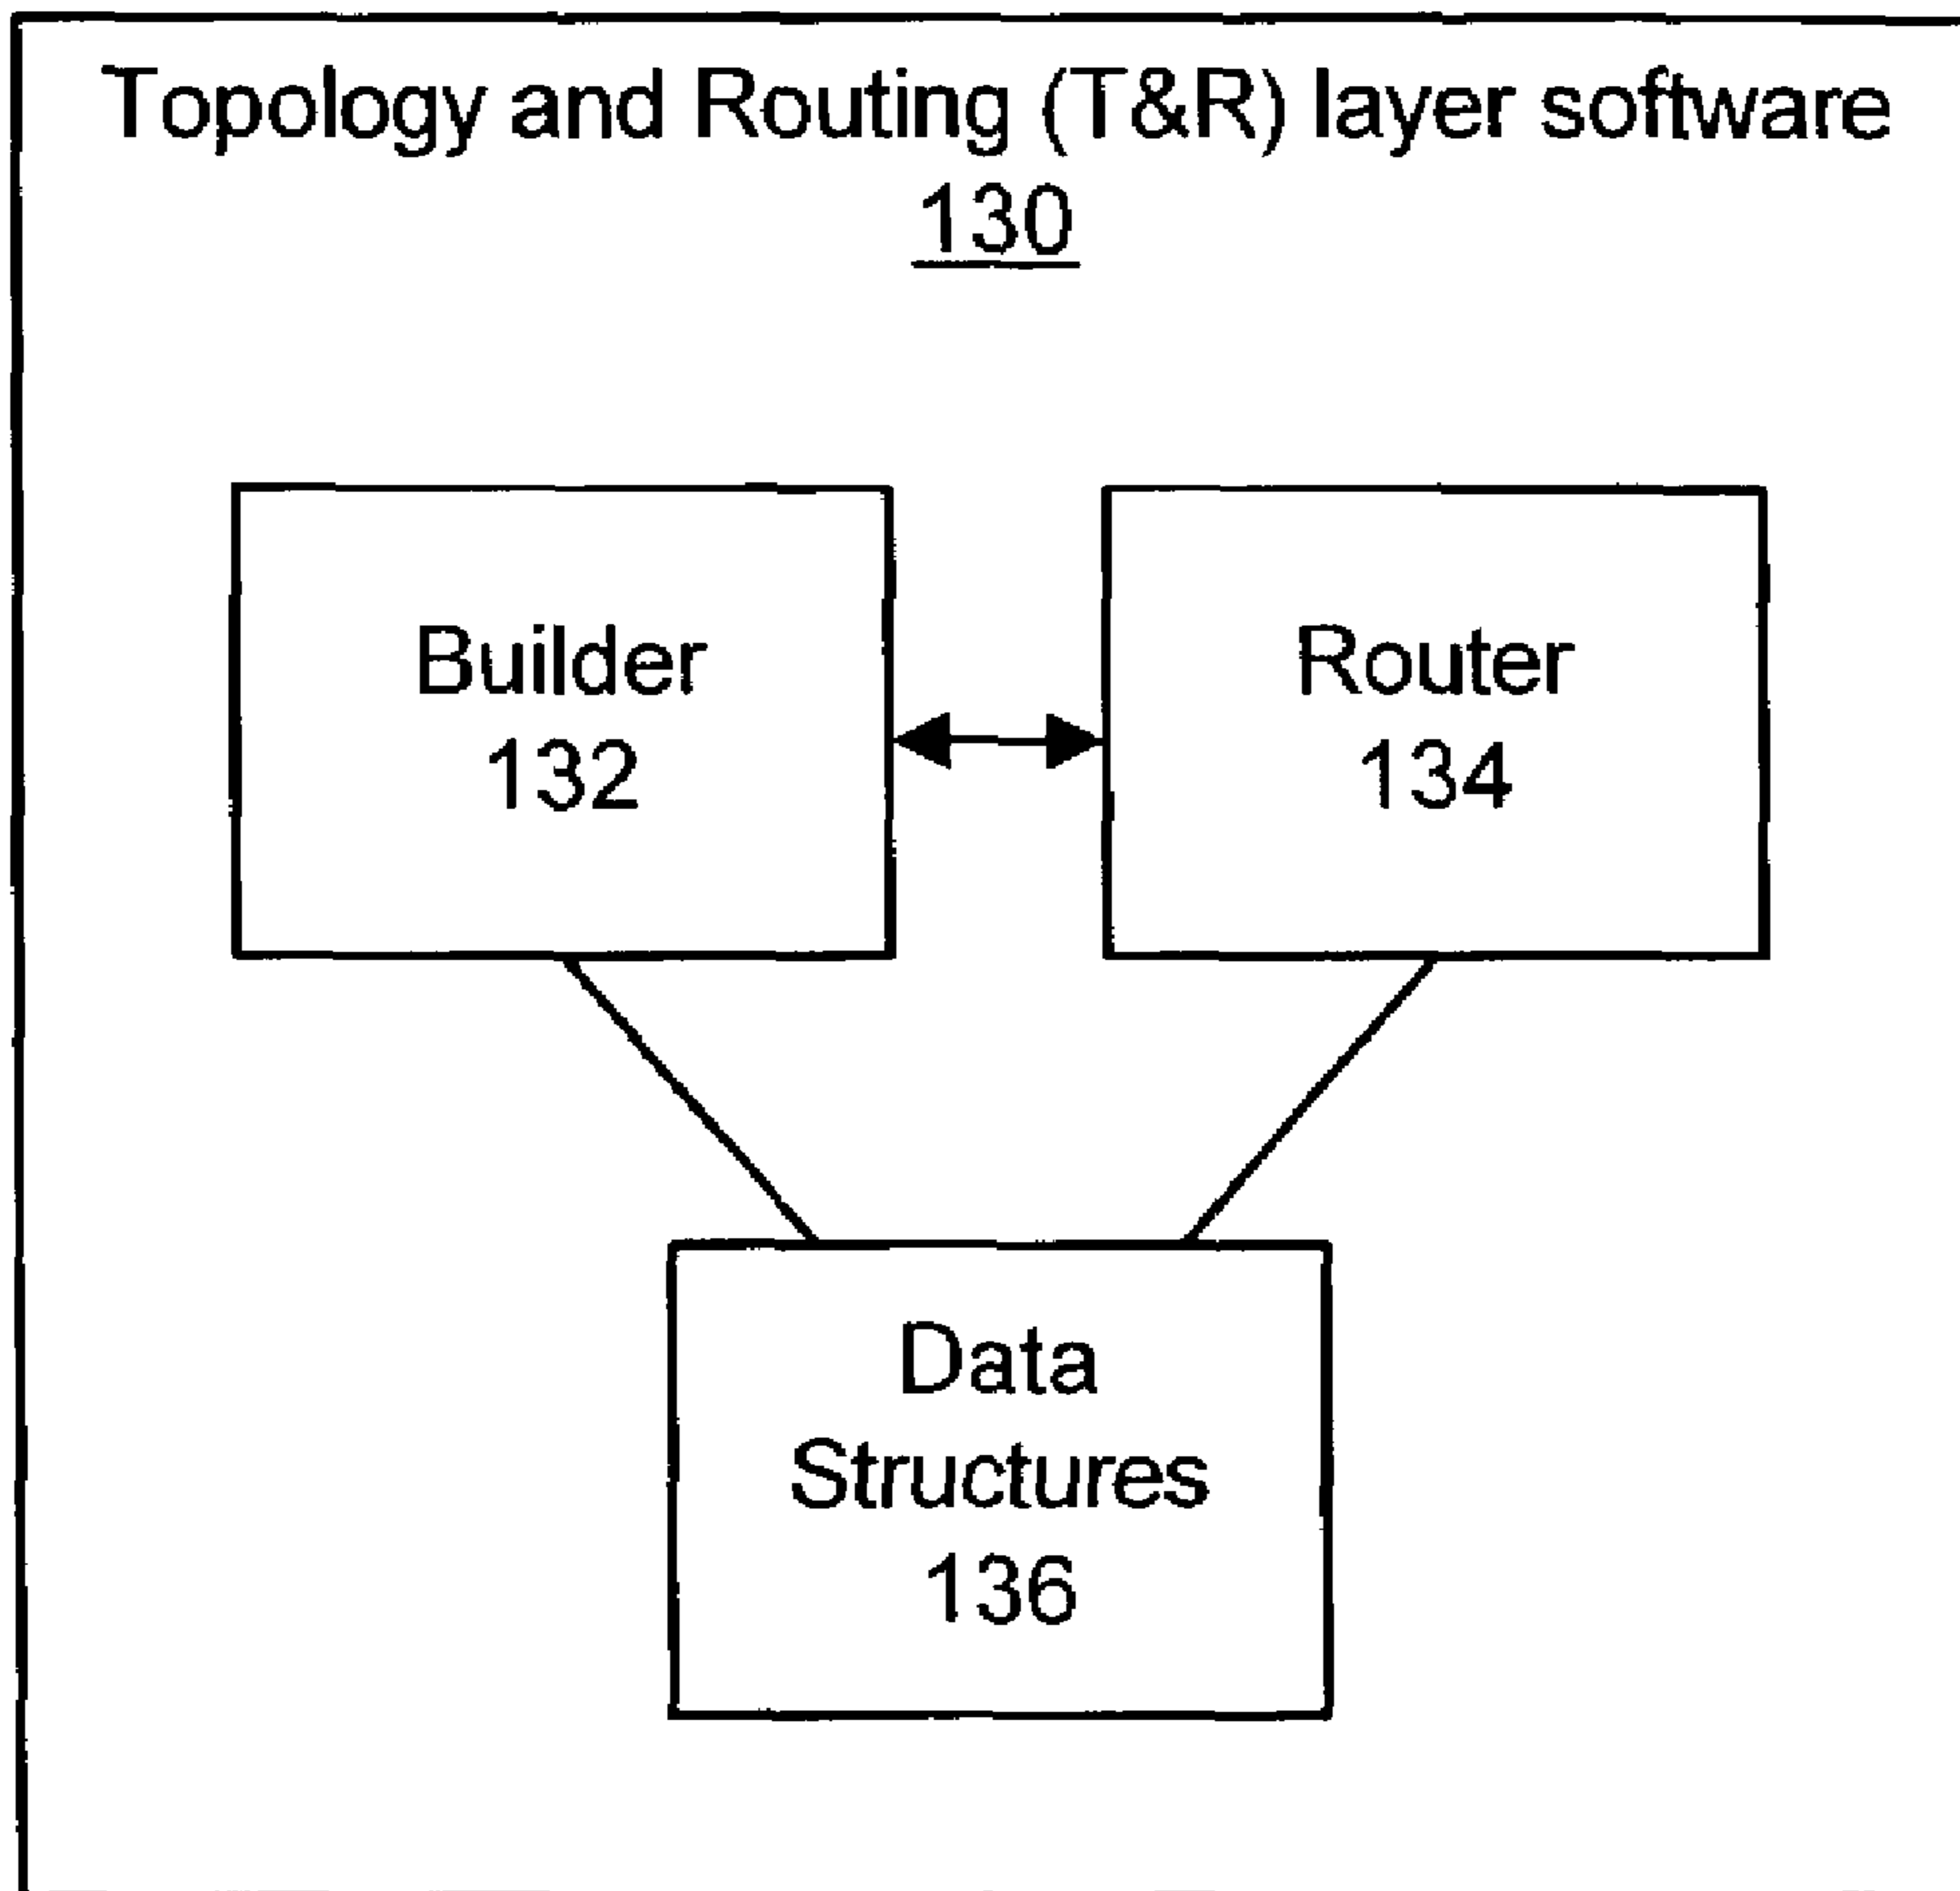 Topology and Routing (T&R) layer software
130
Builder
132
Router
134
Data
Structures
136